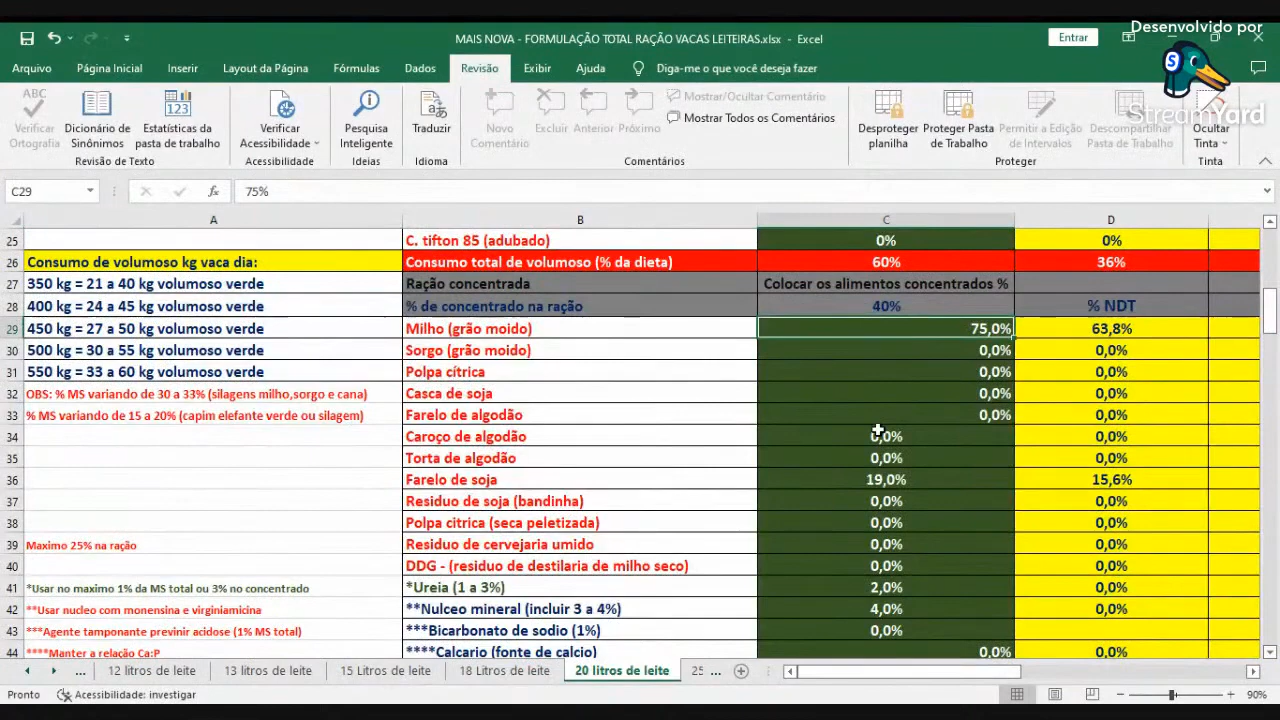 Desenvolvido por
StreamYard
MAIS NOVA - FORMULAÇÃO TOTAL RAÇÃO VACAS LEITEIRAS.xlsx - Excel
Entrar
Arquivo Página Inicial Inserir Layout da Página Fórmulas Dados Revisão Exibir Ajuda Diga-me o que você deseja fazer
Verificar Ortografia
Dicionário de Sinônimos
Estatísticas da pasta de trabalho
Verificar Acessibilidade
Pesquisa Inteligente
Traduzir
Novo Comentário
Excluir
Anterior
Próximo
Mostrar/Ocultar Comentário
Mostrar Todos os Comentários
Desproteger planilha
Proteger Pasta de Trabalho
Permitir a Edição de Intervalos
Descompartilhar Pasta de Trabalho
Ocultar Tinta
Revisão de Texto Acessibilidade Ideias Idioma Comentários Proteger Tinta
C29 fx 75%
A B C D
25 C. tifton 85 (adubado) 0% 0%
26 Consumo de volumoso kg vaca dia: Consumo total de volumoso (% da dieta) 60% 36%
27 350 kg = 21 a 40 kg volumoso verde Ração concentrada Colocar os alimentos concentrados %
28 400 kg = 24 a 45 kg volumoso verde % de concentrado na ração 40% % NDT
29 450 kg = 27 a 50 kg volumoso verde Milho (grão moido) 75,0% 63,8%
30 500 kg = 30 a 55 kg volumoso verde Sorgo (grão moido) 0,0% 0,0%
31 550 kg = 33 a 60 kg volumoso verde Polpa cítrica 0,0% 0,0%
32 OBS: % MS variando de 30 a 33% (silagens milho,sorgo e cana) Casca de soja 0,0% 0,0%
33 % MS variando de 15 a 20% (capim elefante verde ou silagem) Farelo de algodão 0,0% 0,0%
34 Caroço de algodão 0,0% 0,0%
35 Torta de algodão 0,0% 0,0%
36 Farelo de soja 19,0% 15,6%
37 Residuo de soja (bandinha) 0,0% 0,0%
38 Polpa citrica (seca peletizada) 0,0% 0,0%
39 Maximo 25% na ração Residuo de cervejaria umido 0,0% 0,0%
40 DDG - (residuo de destilaria de milho seco) 0,0% 0,0%
41 *Usar no maximo 1% da MS total ou 3% no concentrado *Ureia (1 a 3%) 2,0% 0,0%
42 **Usar nucleo com monensina e virginiamicina **Nulceo mineral (incluir 3 a 4%) 4,0% 0,0%
43 ***Agente tamponante previnir acidose (1% MS total) ***Bicarbonato de sodio (1%) 0,0%
44 ****Manter a relação Ca:P ****Calcario (fonte de calcio) 0,0% 0,0%
... 12 litros de leite 13 litros de leite 15 Litros de leite 18 Litros de leite 20 litros de leite 25 ...
Pronto Acessibilidade: investigar 90%